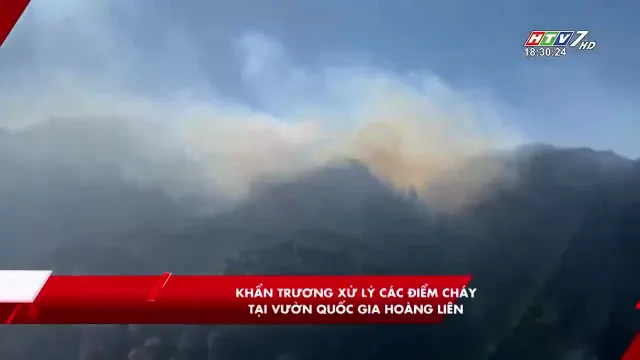 HTV7 HD
18:30:24
KHẨN TRƯƠNG XỬ LÝ CÁC ĐIỂM CHÁY
TẠI VƯỜN QUỐC GIA HOÀNG LIÊN